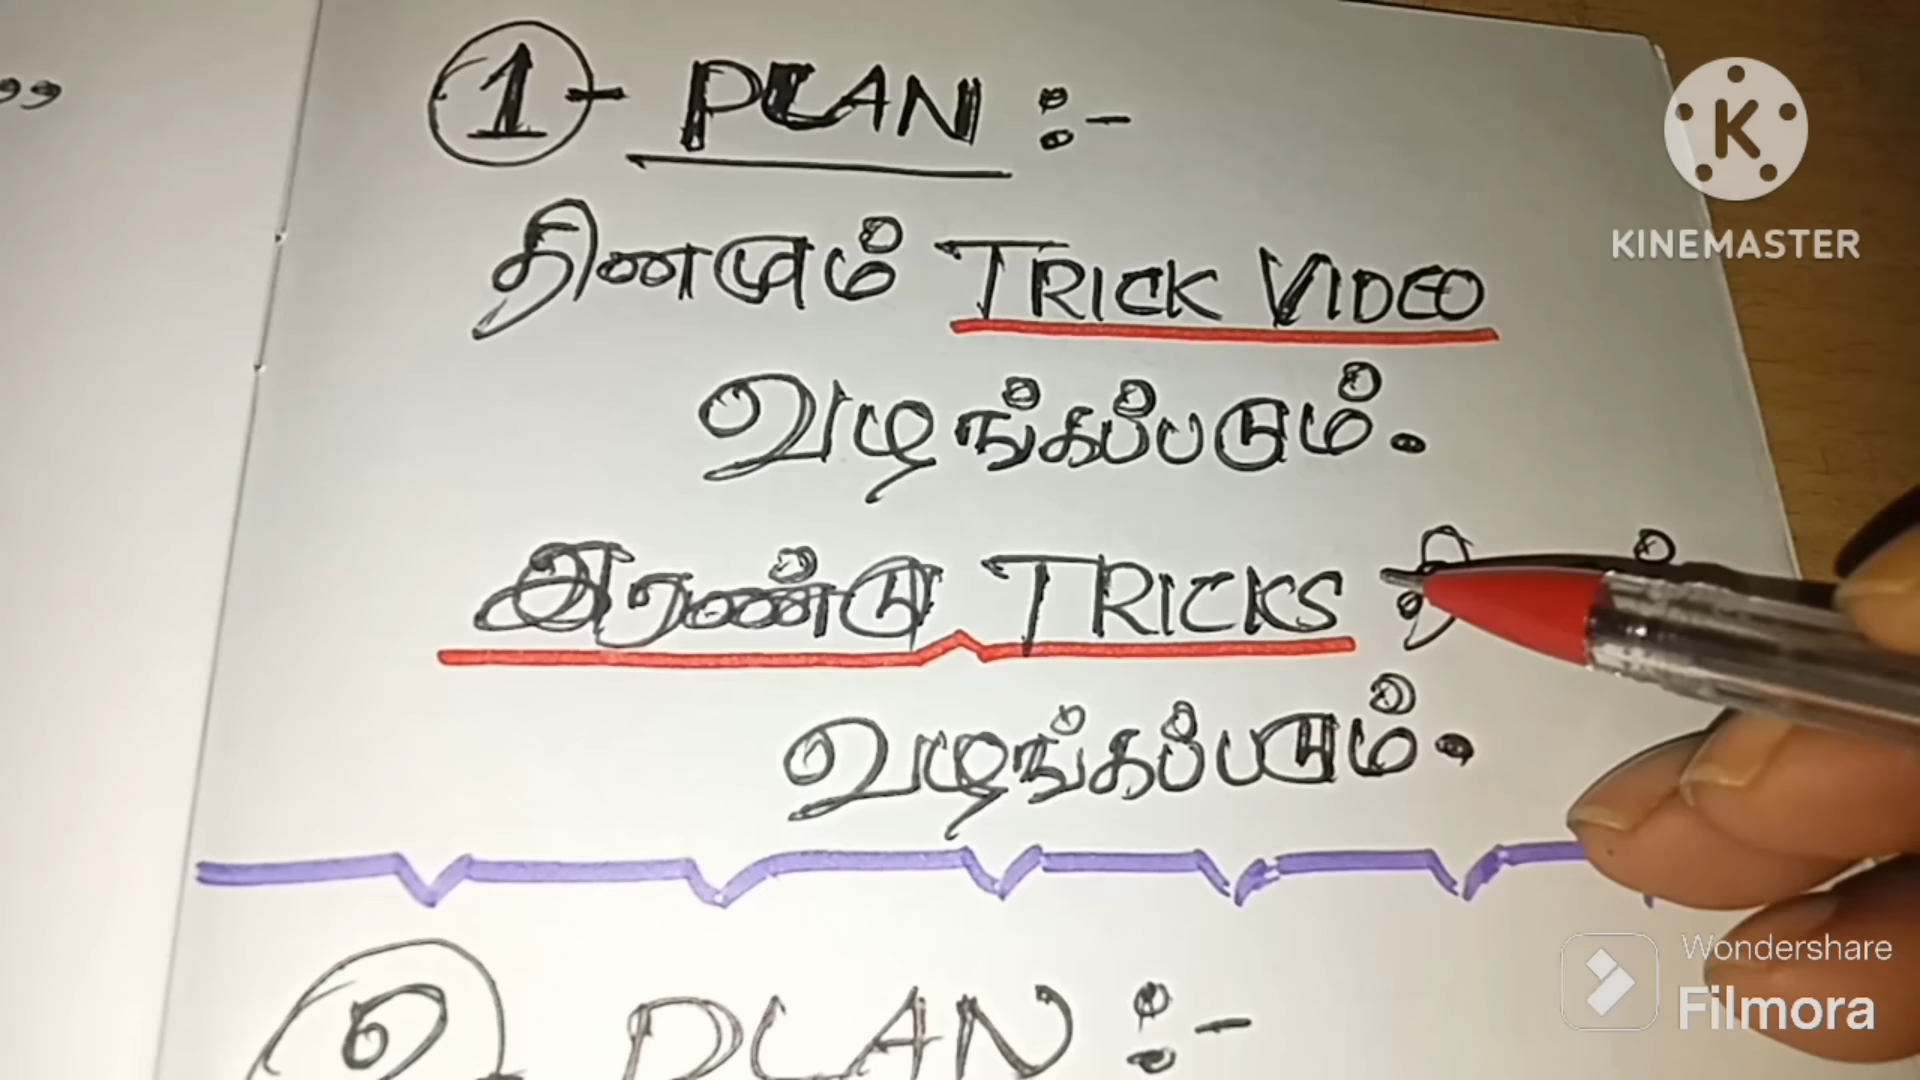 ”
① - PLAN :-
தினமும் TRICK VIDEO
வழங்கப்படும்.
இரண்டு TRICKS
வழங்கப்படும்.
② PLAN :-
KINEMASTER
Wondershare
Filmora